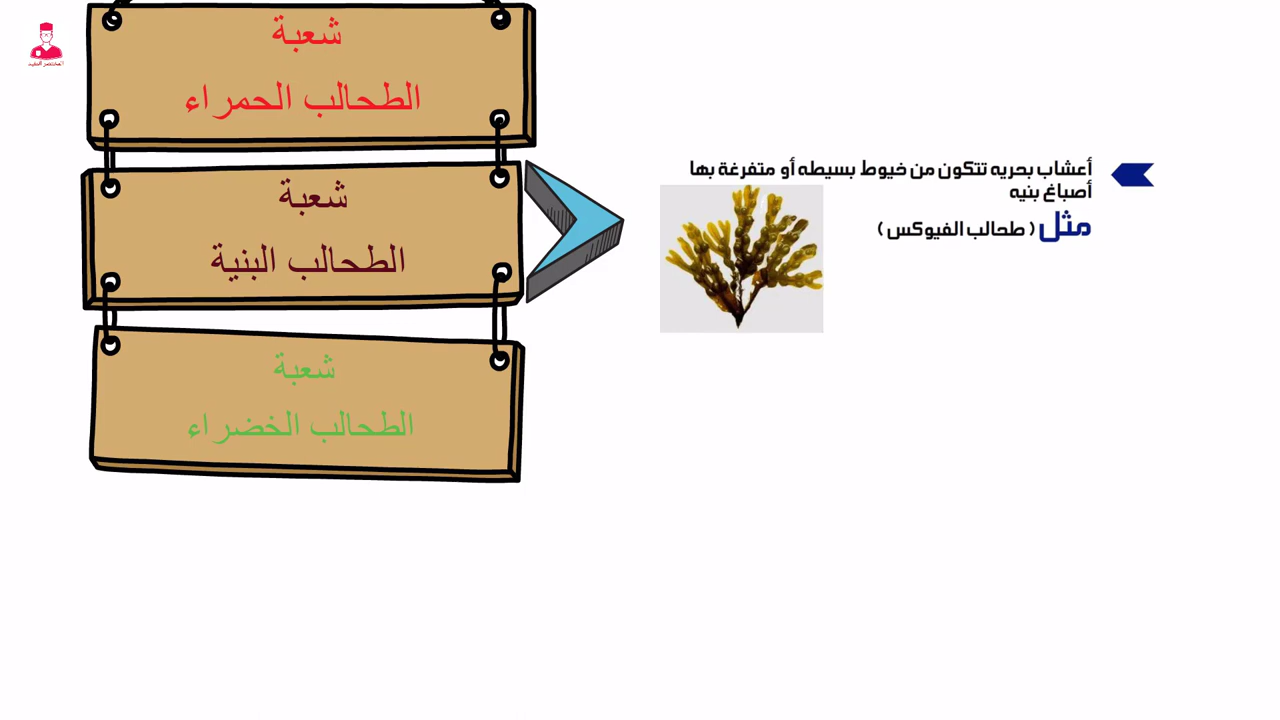 شعبة
الطحالب الحمراء
شعبة
الطحالب البنية
شعبة
الطحالب الخضراء
أعشاب بحريه تتكون من خيوط بسيطه أو متفرغة بها
أصباغ بنيه
مثل ( طحالب الفيوكس )